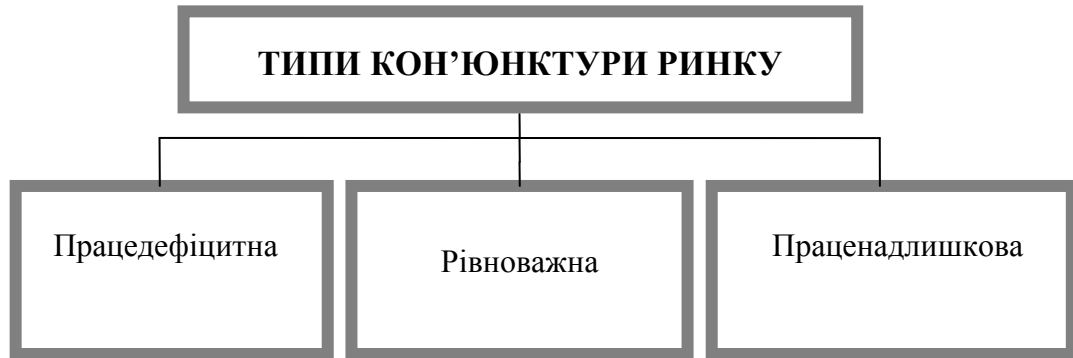 ТИПИ КОН’ЮНКТУРИ РИНКУ
Працедефіцитна
Рівноважна
Праценадлишкова